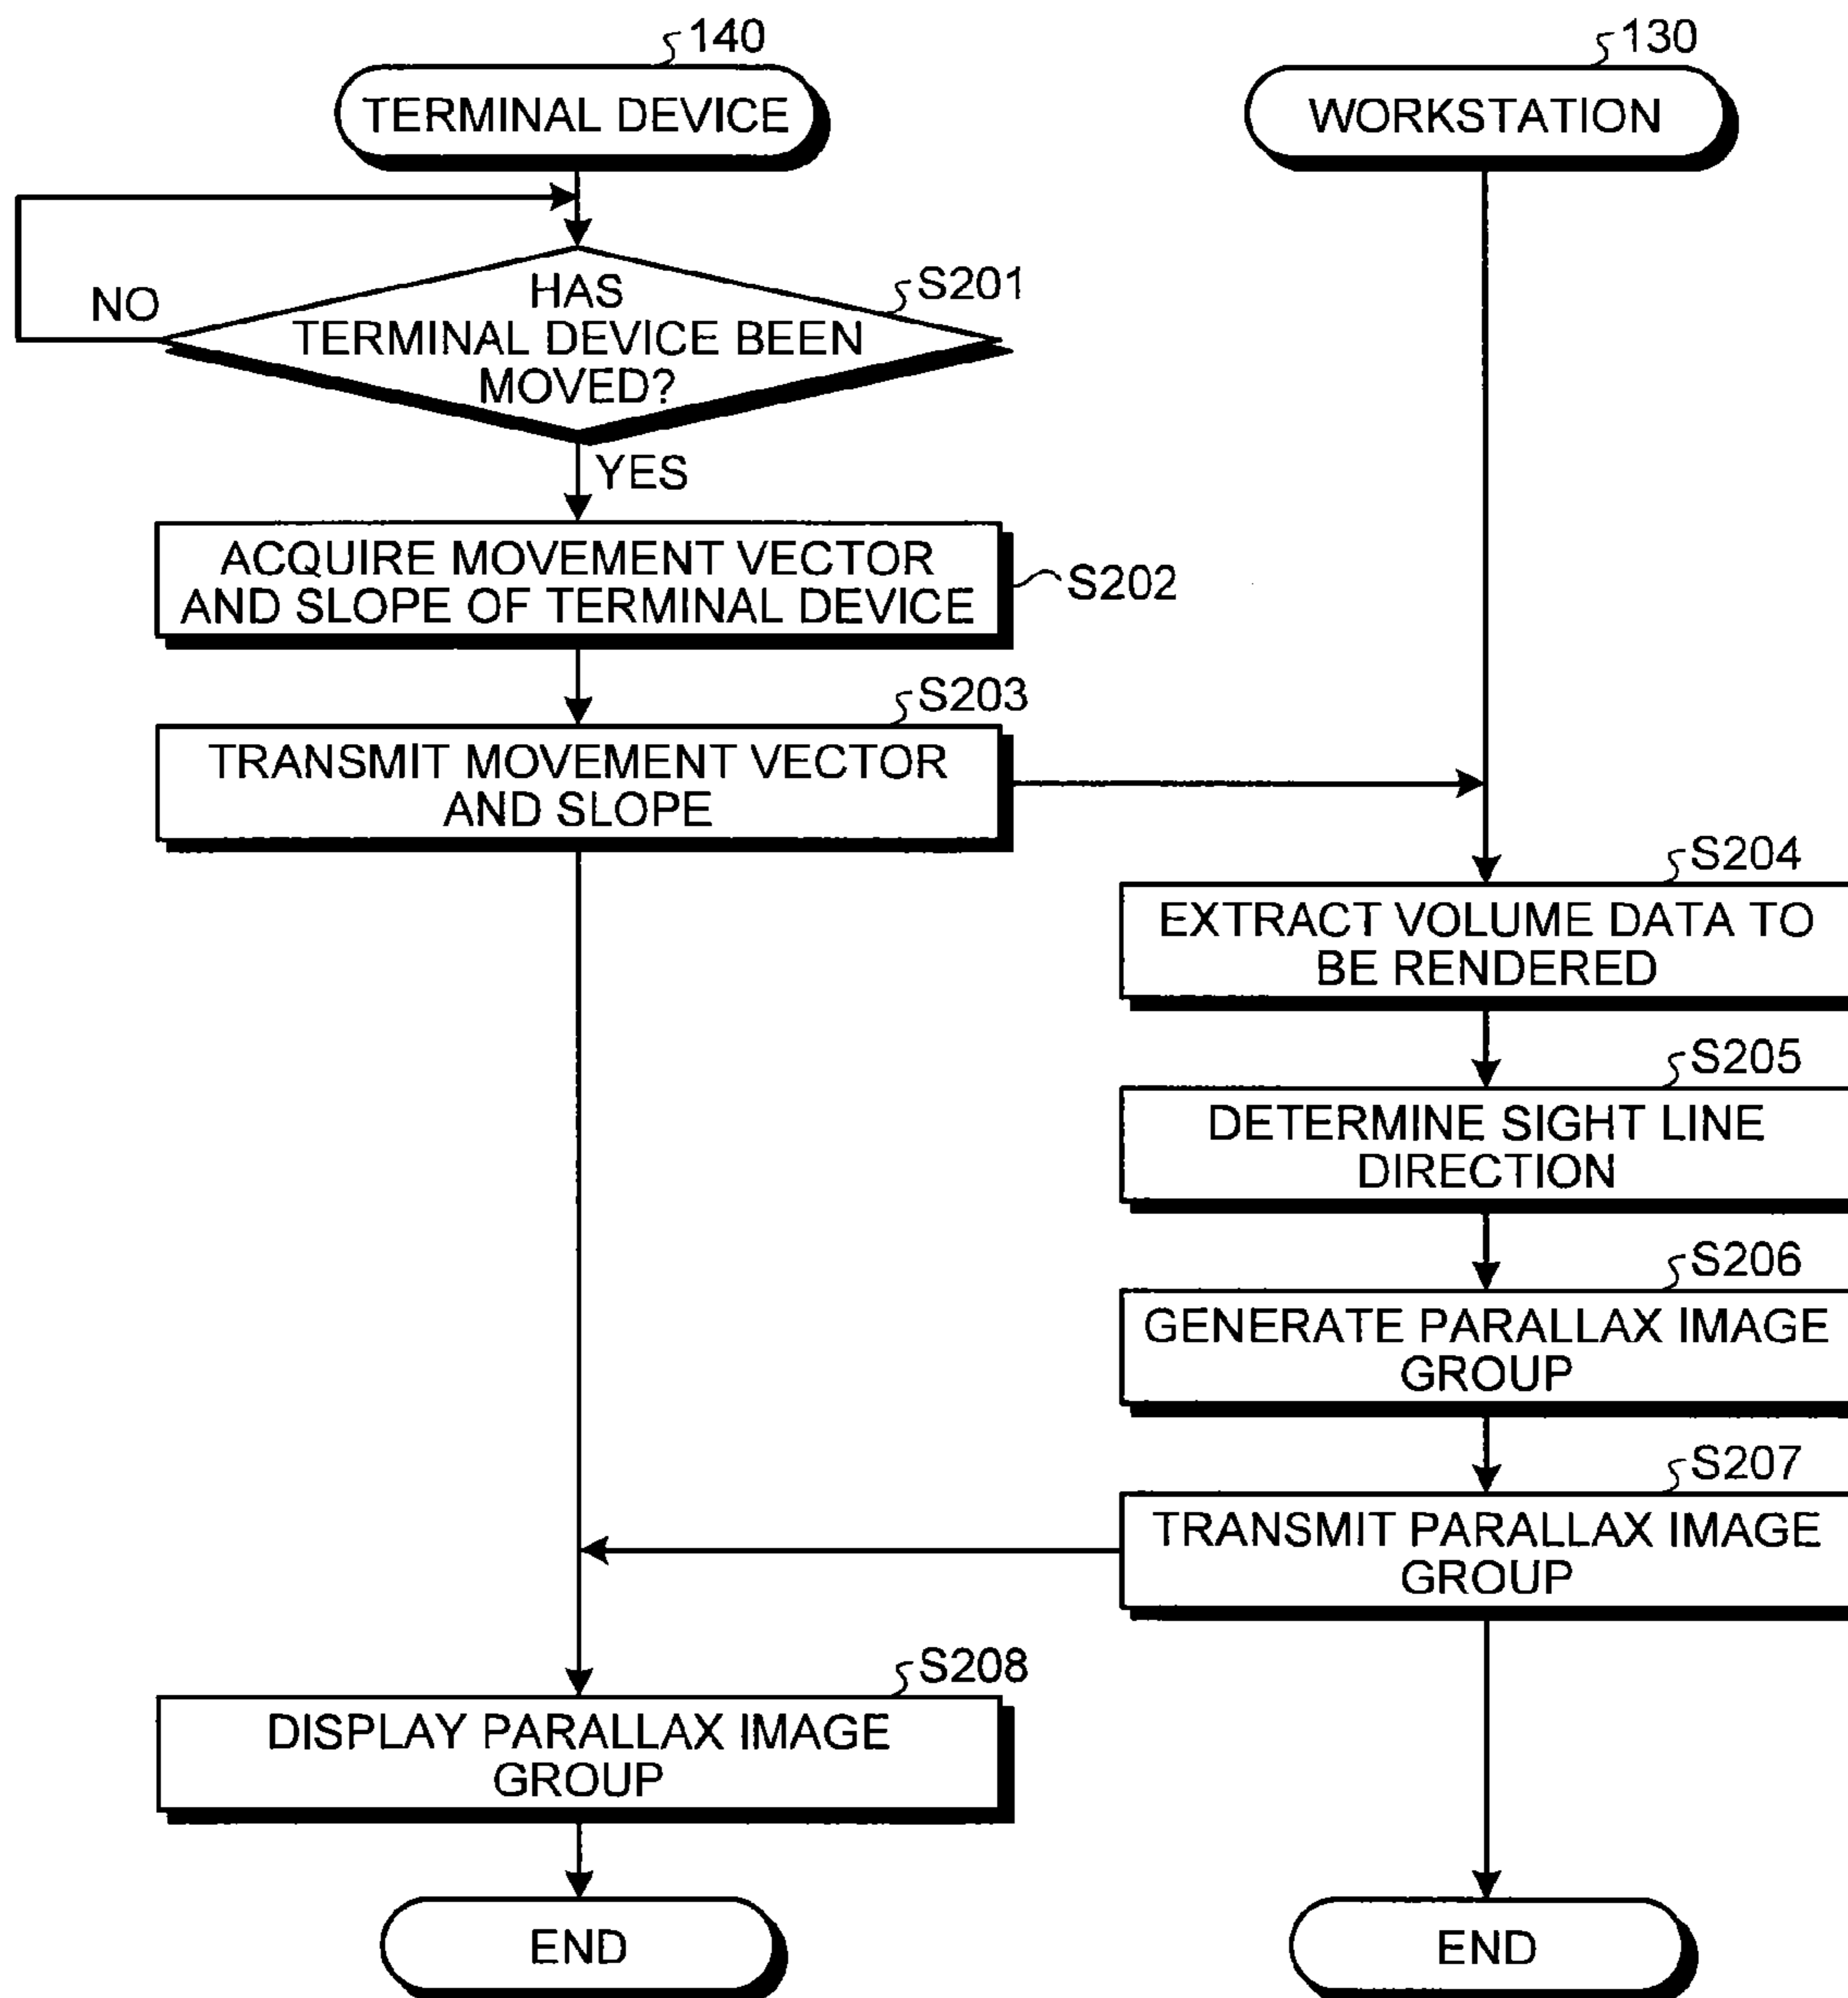 140
TERMINAL DEVICE
130
WORKSTATION
NO
HAS
TERMINAL DEVICE BEEN
MOVED?
S201
YES
ACQUIRE MOVEMENT VECTOR
AND SLOPE OF TERMINAL DEVICE
S202
S203
TRANSMIT MOVEMENT VECTOR
AND SLOPE
S204
EXTRACT VOLUME DATA TO
BE RENDERED
S205
DETERMINE SIGHT LINE
DIRECTION
S206
GENERATE PARALLAX IMAGE
GROUP
S207
TRANSMIT PARALLAX IMAGE
GROUP
S208
DISPLAY PARALLAX IMAGE
GROUP
END
END